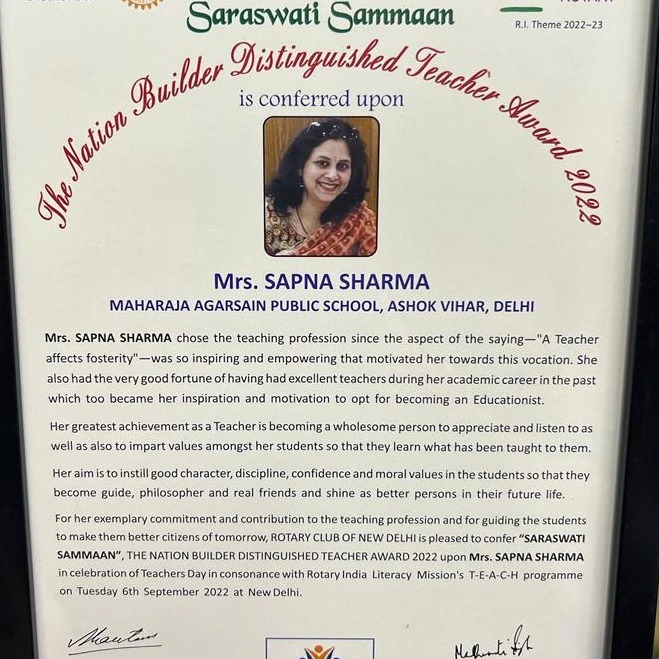 Saraswati Sammaan
R.I. Theme 2022–23
The Nation Builder Distinguished Teacher Award 2022
is conferred upon
Mrs. SAPNA SHARMA
MAHARAJA AGARSAIN PUBLIC SCHOOL, ASHOK VIHAR, DELHI
Mrs. SAPNA SHARMA chose the teaching profession since the aspect of the saying—"A Teacher
affects fosterity"—was so inspiring and empowering that motivated her towards this vocation. She
also had the very good fortune of having had excellent teachers during her academic career in the past
which too became her inspiration and motivation to opt for becoming an Educationist.
Her greatest achievement as a Teacher is becoming a wholesome person to appreciate and listen to as
well as also to impart values amongst her students so that they learn what has been taught to them.
Her aim is to instill good character, discipline, confidence and moral values in the students so that they
become guide, philosopher and real friends and shine as better persons in their future life.
For her exemplary commitment and contribution to the teaching profession and for guiding the students
to make them better citizens of tomorrow, ROTARY CLUB OF NEW DELHI is pleased to confer “SARASWATI
SAMMAAN”, THE NATION BUILDER DISTINGUISHED TEACHER AWARD 2022 upon Mrs. SAPNA SHARMA
in celebration of Teachers Day in consonance with Rotary India Literacy Mission's T-E-A-C-H programme
on Tuesday 6th September 2022 at New Delhi.